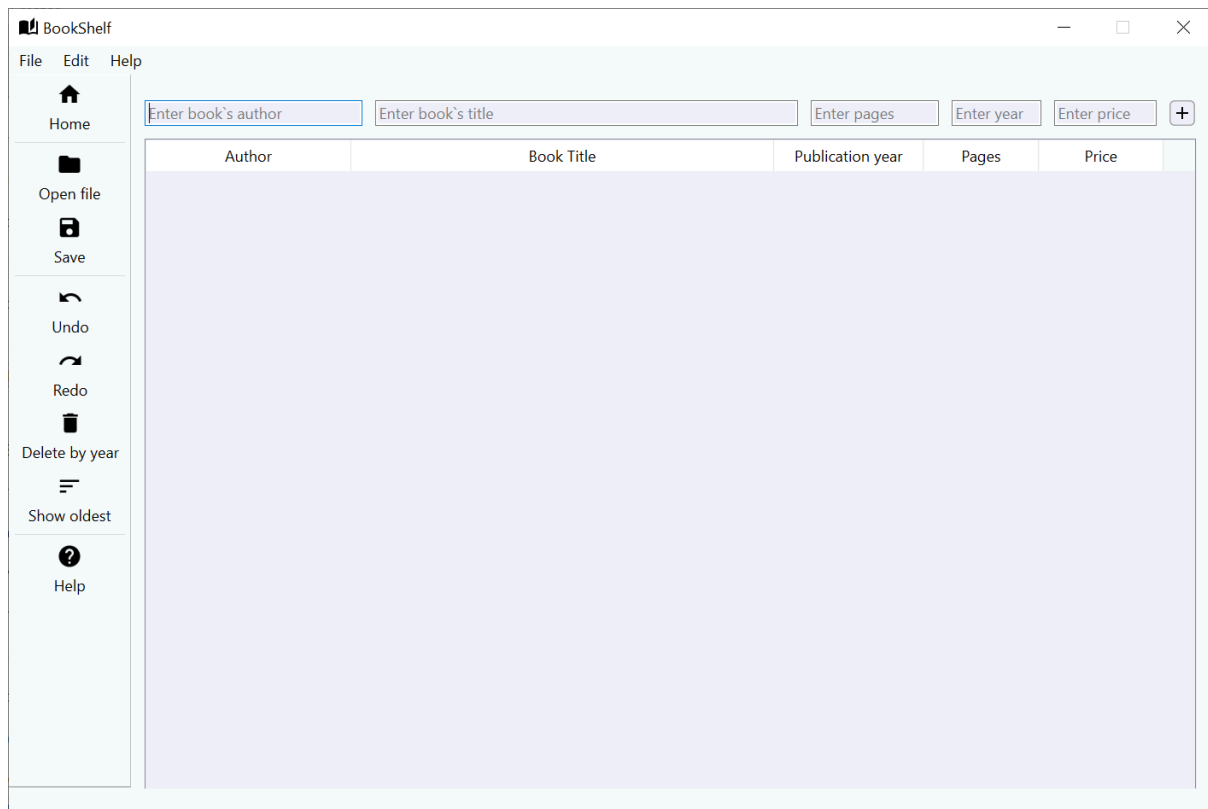 BookShelf
File Edit Help
Home
Open file
Save
Undo
Redo
Delete by year
Show oldest
Help
Enter book`s author Enter book`s title Enter pages Enter year Enter price +
Author Book Title Publication year Pages Price